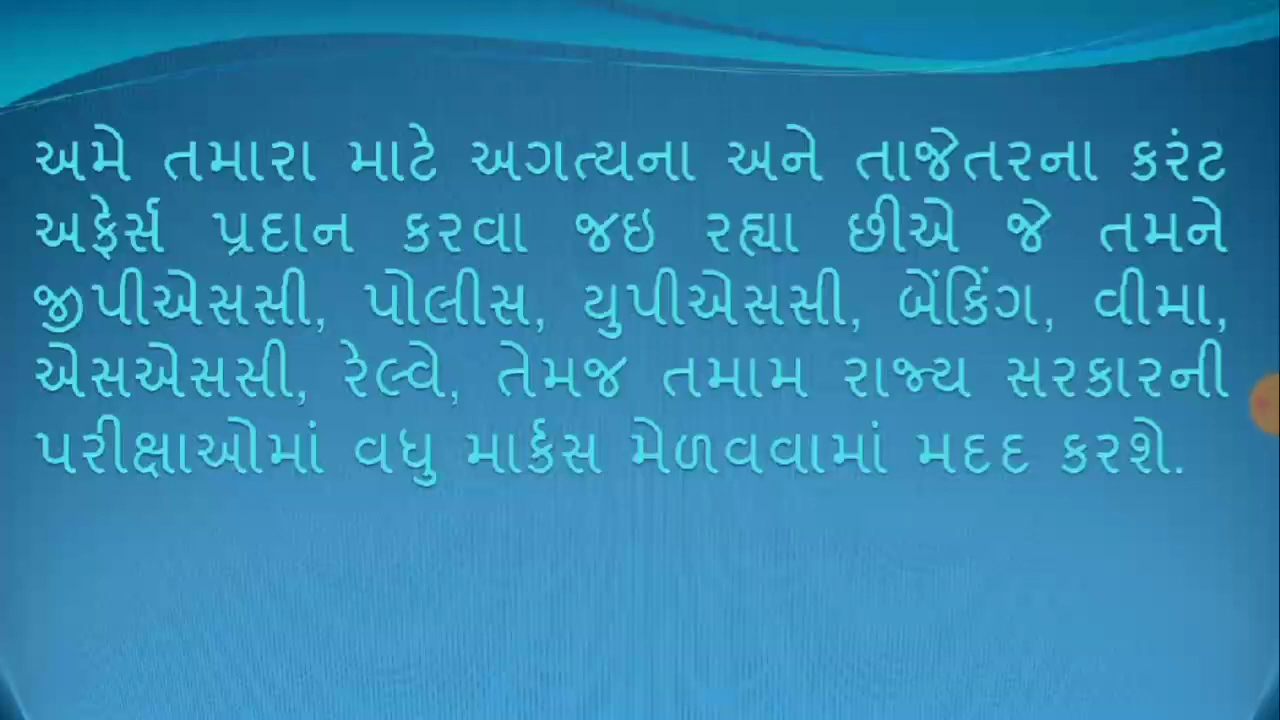 અમે તમારા માટે અગત્યના અને તાજેતરના કરંટ
અફેર્સ પ્રદાન કરવા જઇ રહ્યા છીએ જે તમને
જીપીએસસી, પોલીસ, યુપીએસસી, બેંકિંગ, વીમા,
એસએસસી, રેલ્વે, તેમજ તમામ રાજ્ય સરકારની
પરીક્ષાઓમાં વધુ માર્કસ મેળવવામાં મદદ કરશે.